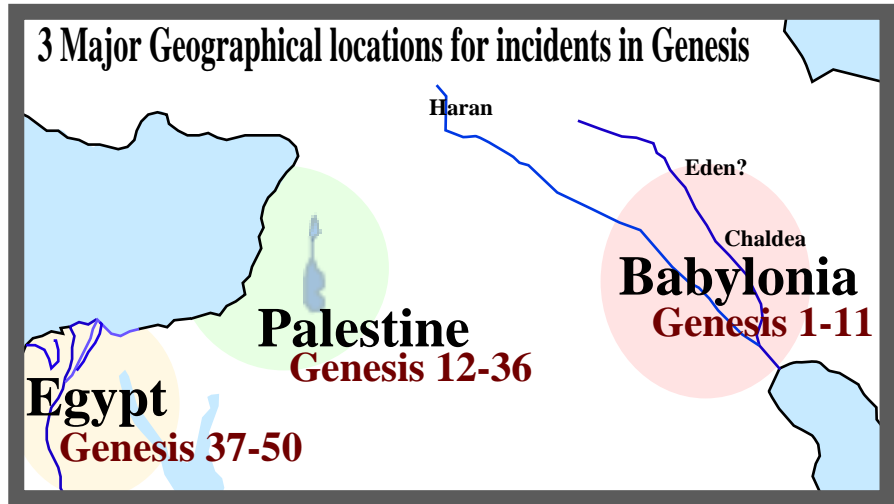 3 Major Geographical locations for incidents in Genesis
Haran
Eden?
Chaldea
Babylonia
Genesis 1-11
Palestine
Genesis 12-36
Egypt
Genesis 37-50